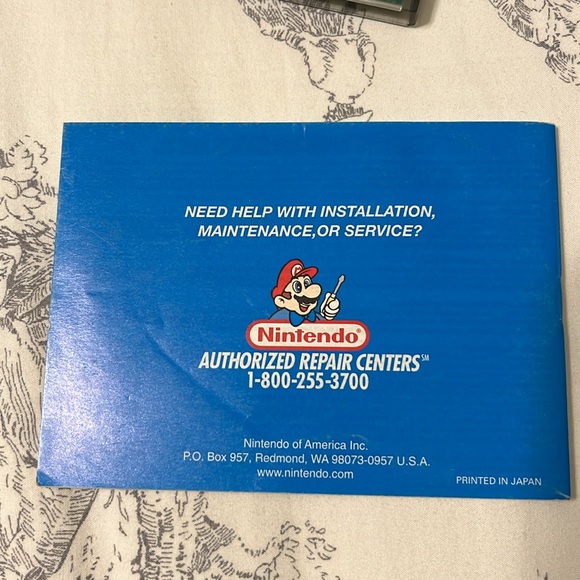 NEED HELP WITH INSTALLATION,
MAINTENANCE,OR SERVICE?
Nintendo®
AUTHORIZED REPAIR CENTERS℠
1-800-255-3700
Nintendo of America Inc.
P.O. Box 957, Redmond, WA 98073-0957 U.S.A.
www.nintendo.com
PRINTED IN JAPAN